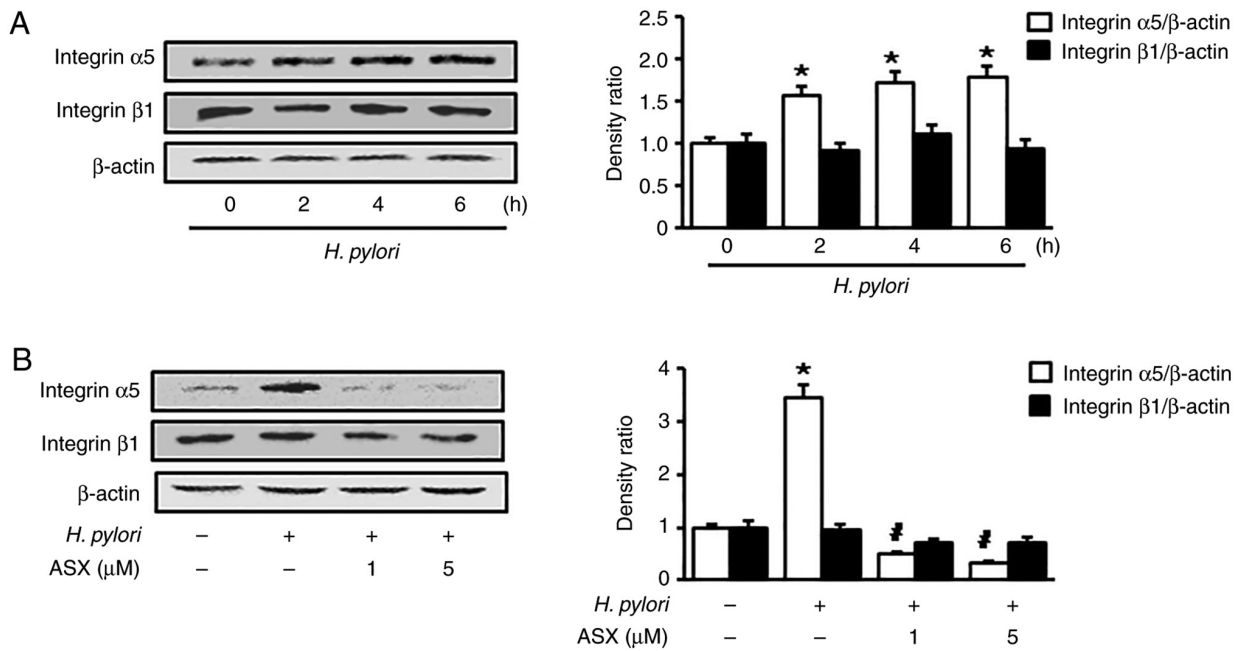 A
Integrin α5
Integrin β1
β-actin
0 2 4 6 (h)
H. pylori
Density ratio
2.5
2.0
1.5
1.0
0.5
0
* * *
0 2 4 6 (h)
H. pylori
Integrin α5/β-actin
Integrin β1/β-actin
B
Integrin α5
Integrin β1
β-actin
H. pylori – + + +
ASX (μM) – – 1 5
Density ratio
4
3
2
1
0
*
# #
H. pylori – + + +
ASX (μM) – – 1 5
Integrin α5/β-actin
Integrin β1/β-actin